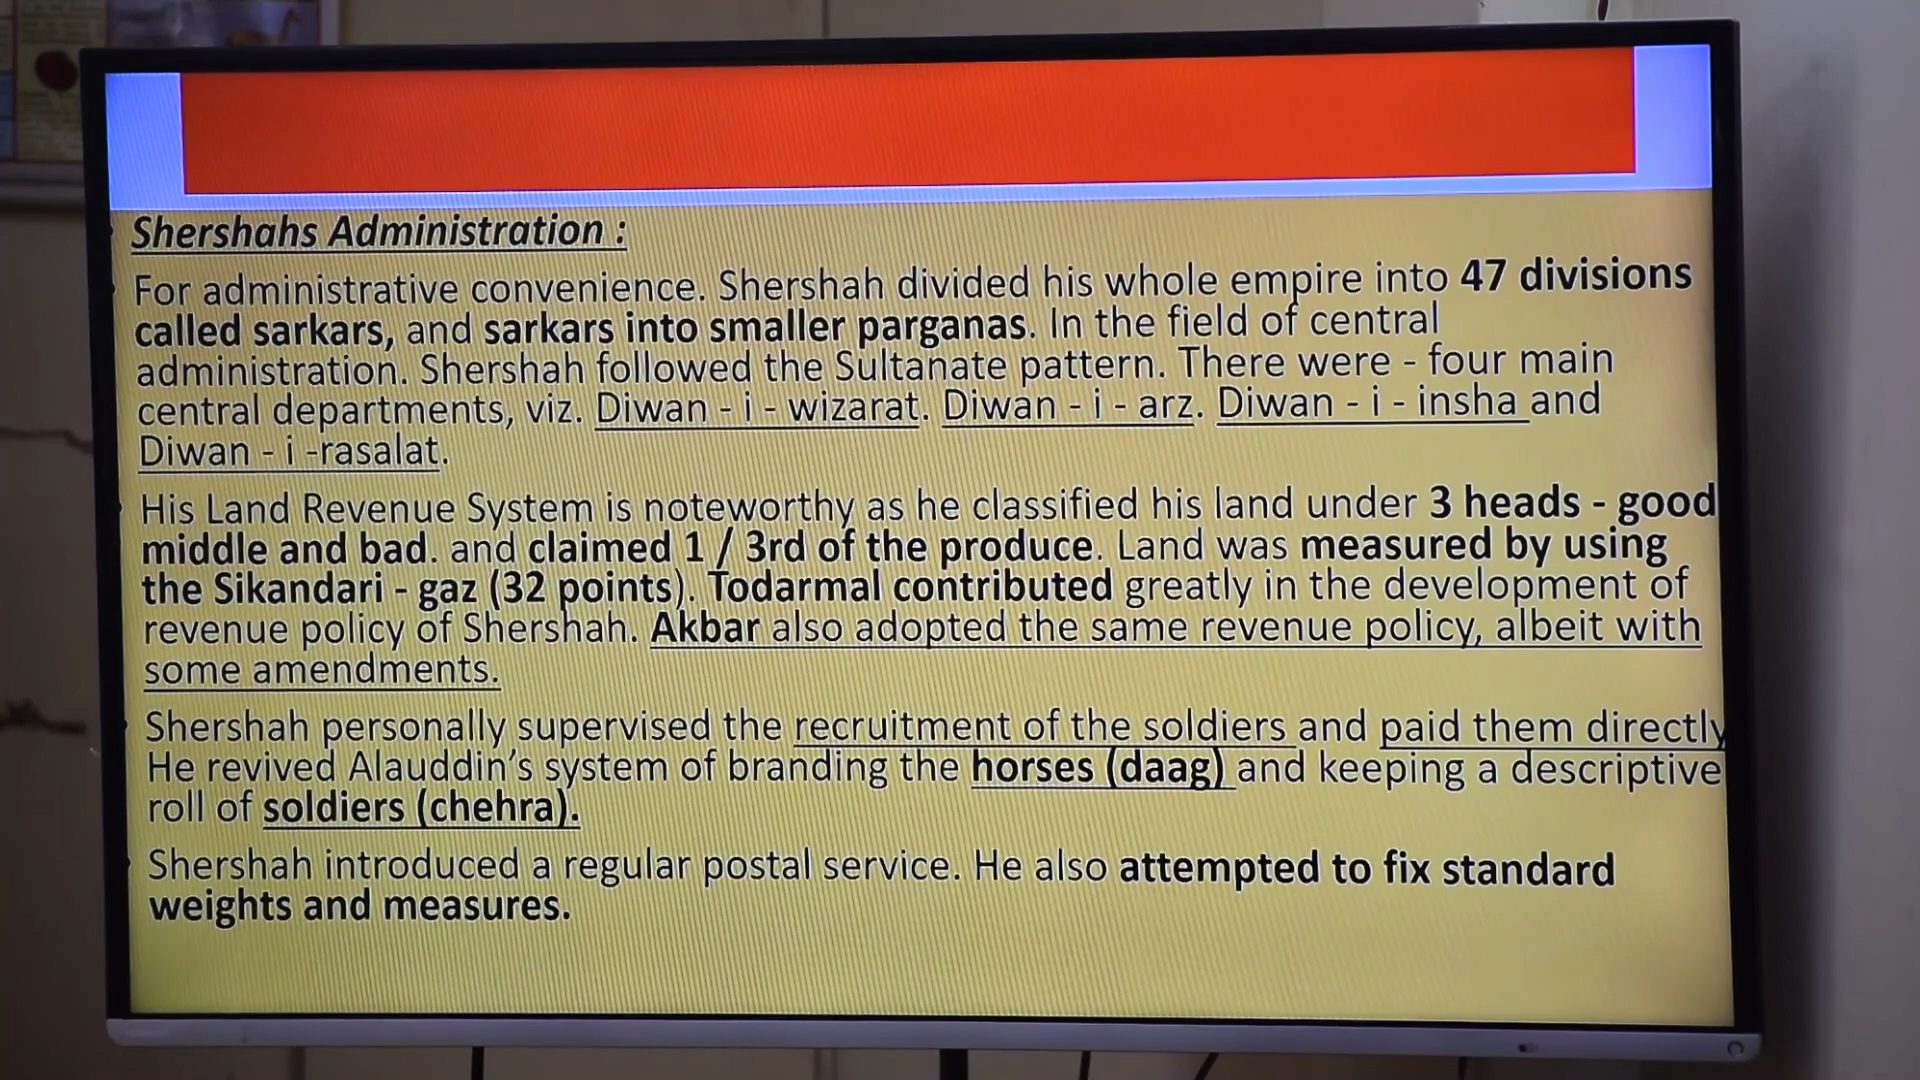 Shershahs Administration :
For administrative convenience. Shershah divided his whole empire into 47 divisions
called sarkars, and sarkars into smaller parganas. In the field of central
administration. Shershah followed the Sultanate pattern. There were - four main
central departments, viz. Diwan - i - wizarat. Diwan - i - arz. Diwan - i - insha and
Diwan - i -rasalat.
His Land Revenue System is noteworthy as he classified his land under 3 heads - good
middle and bad. and claimed 1 / 3rd of the produce. Land was measured by using
the Sikandari - gaz (32 points). Todarmal contributed greatly in the development of
revenue policy of Shershah. Akbar also adopted the same revenue policy, albeit with
some amendments.
Shershah personally supervised the recruitment of the soldiers and paid them directly
He revived Alauddin's system of branding the horses (daag) and keeping a descriptive
roll of soldiers (chehra).
Shershah introduced a regular postal service. He also attempted to fix standard
weights and measures.